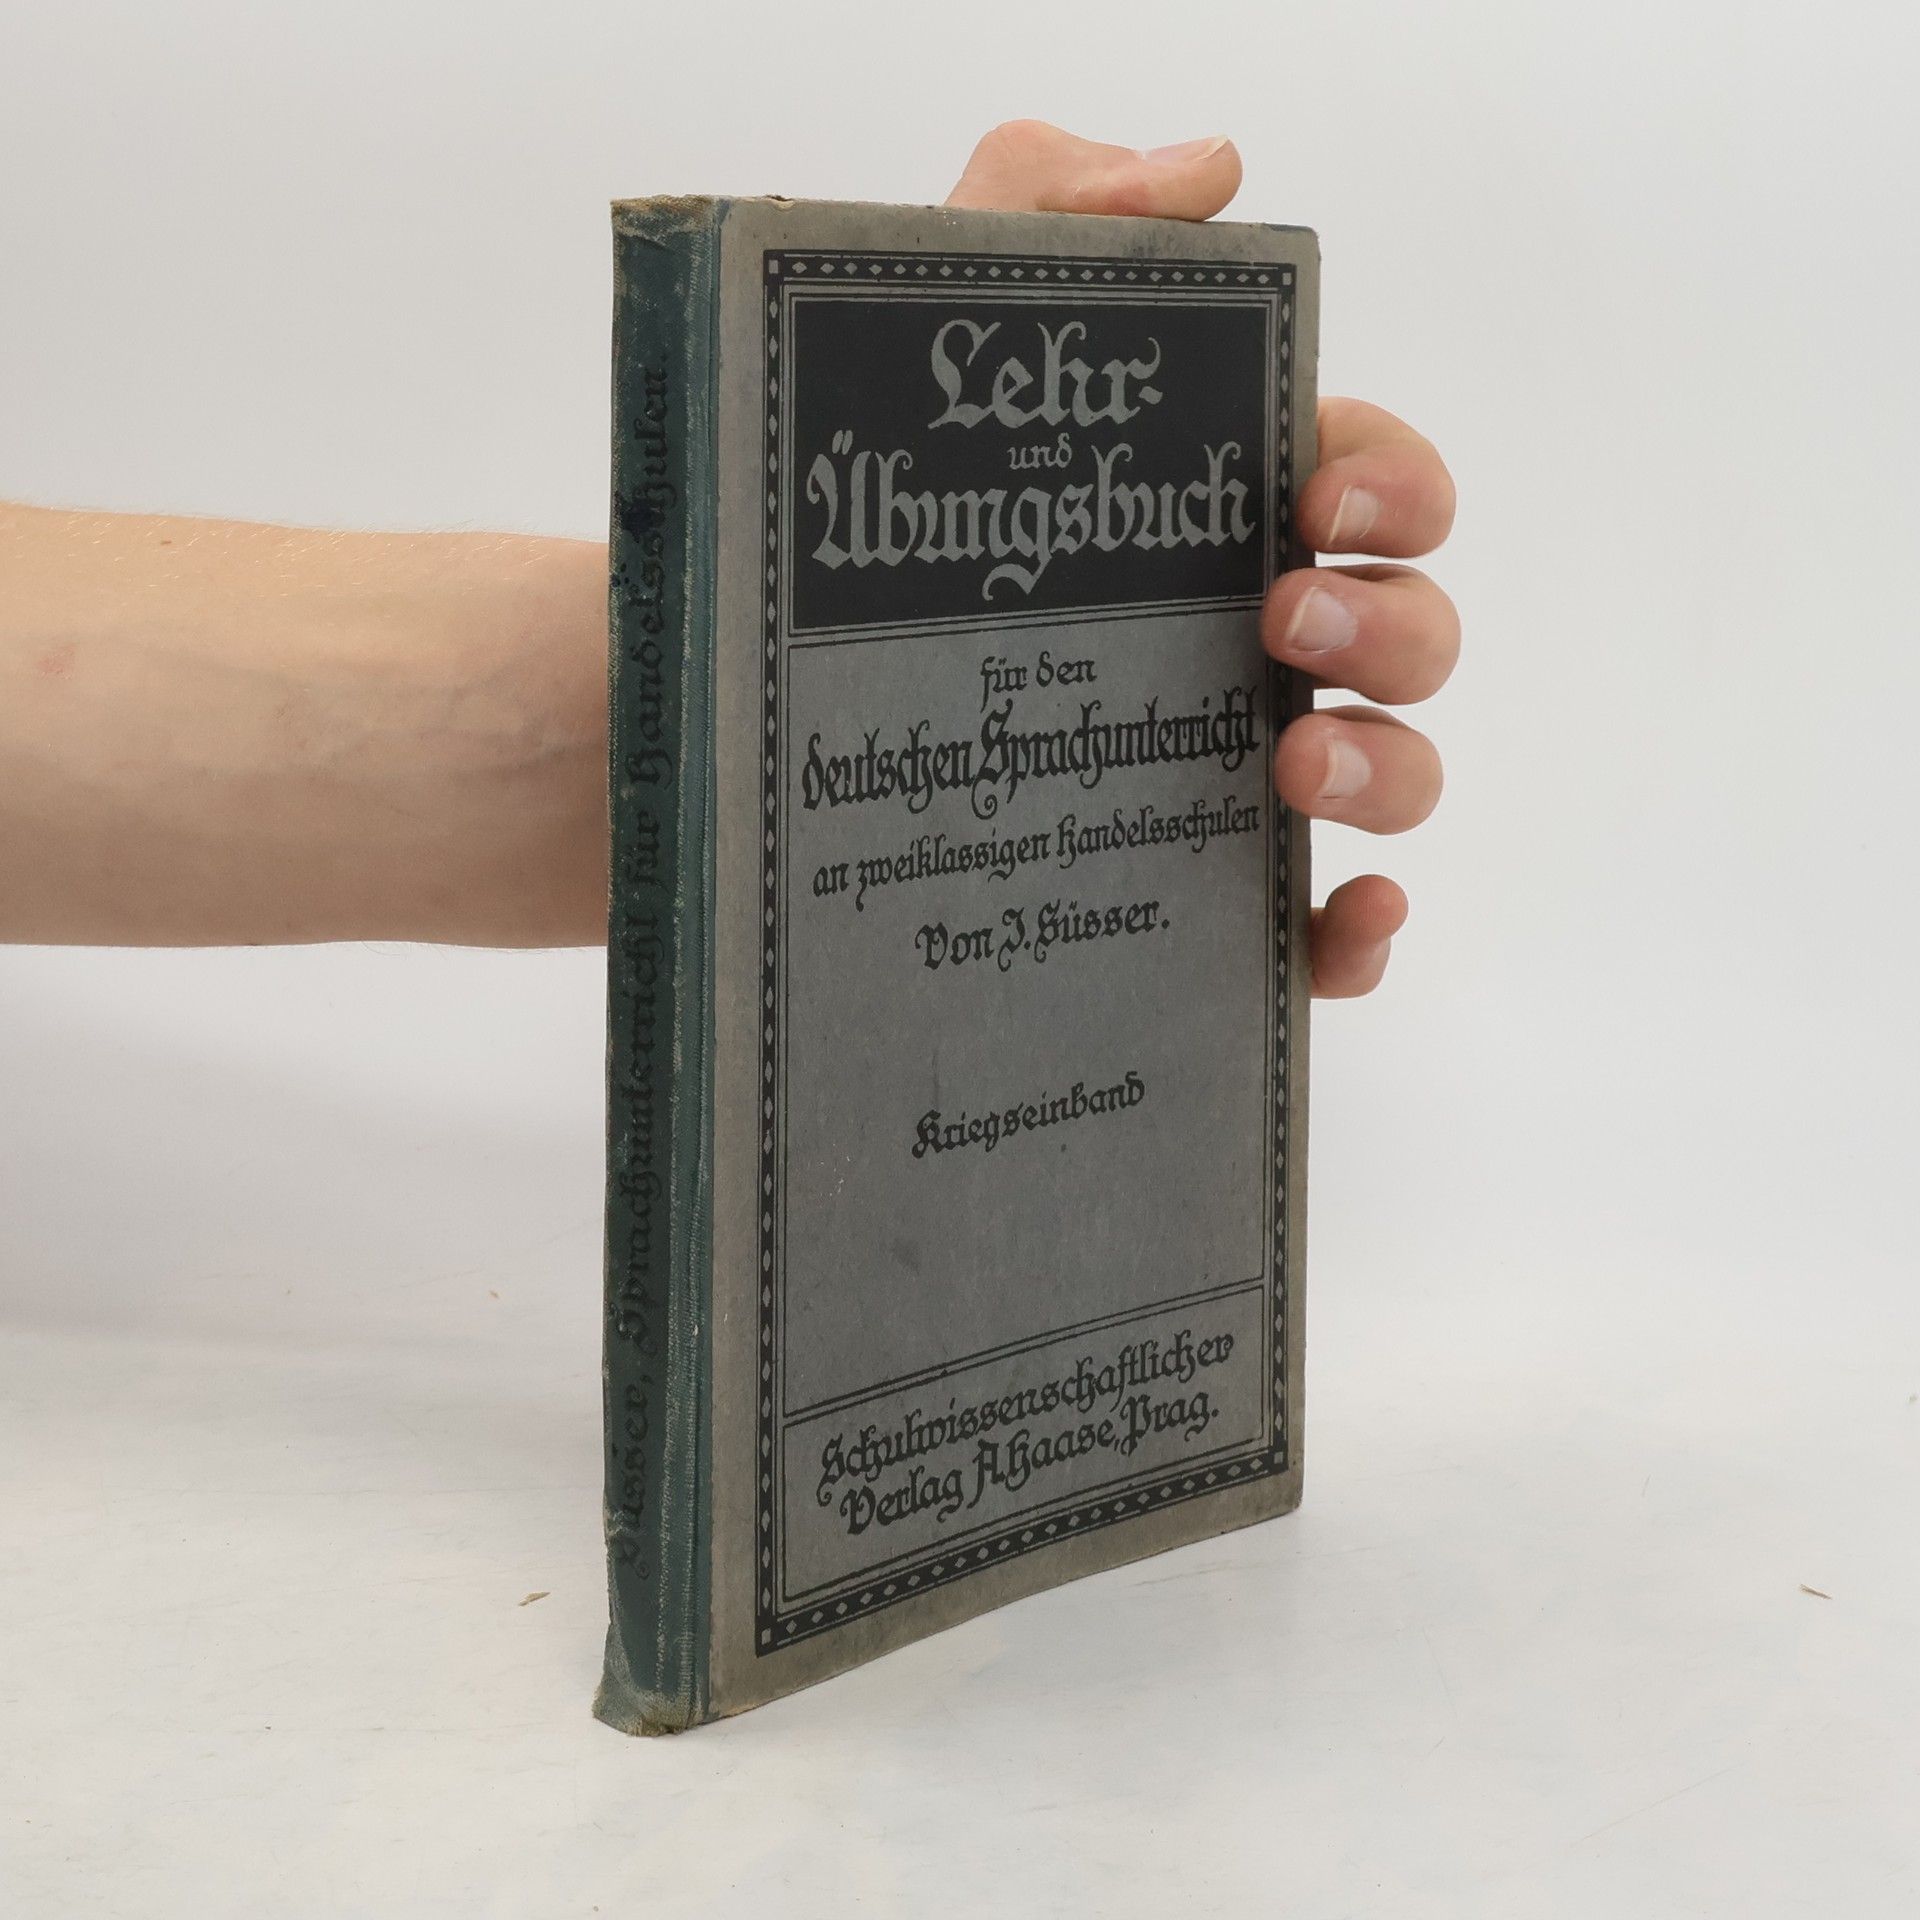 Lehr-
und
Übungsbuch
für den
deutschen Sprachunterricht
an zweiklassigen Handelsschulen
Von J. Süsser.
Kriegseinband
Schulwissenschaftlicher
Verlag A. Haase, Prag.
Süsser, Sprachunterricht für Handelsschulen.